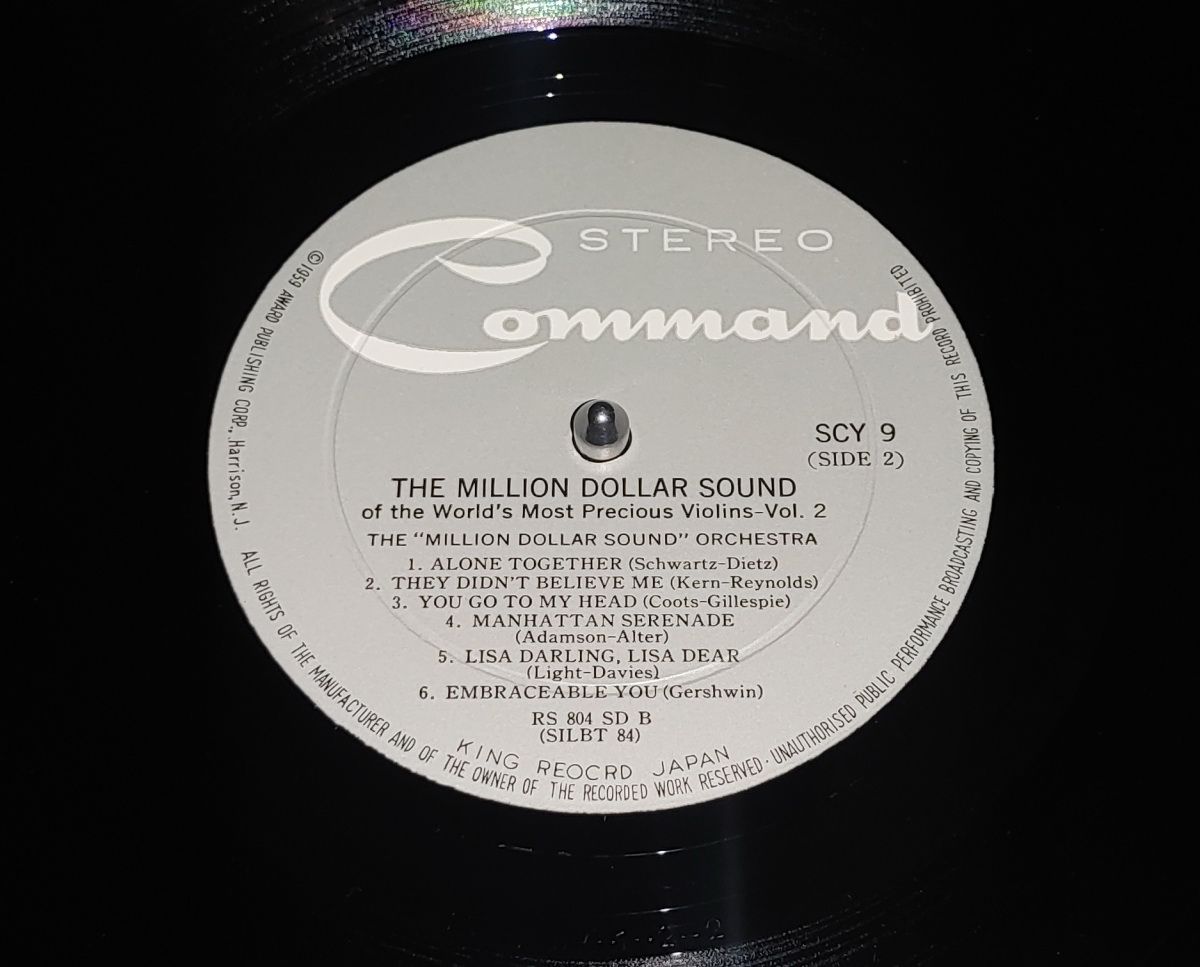 STEREO
Command
SCY 9
(SIDE 2)
THE MILLION DOLLAR SOUND
of the World's Most Precious Violins-Vol. 2
THE "MILLION DOLLAR SOUND" ORCHESTRA
1. ALONE TOGETHER (Schwartz-Dietz)
2. THEY DIDN'T BELIEVE ME (Kern-Reynolds)
3. YOU GO TO MY HEAD (Coots-Gillespie)
4. MANHATTAN SERENADE
(Adamson-Alter)
5. LISA DARLING, LISA DEAR
(Light-Davies)
6. EMBRACEABLE YOU (Gershwin)
RS 804 SD B
(SILBT 84)
KING REOCRD JAPAN
©1959 AWARD PUBLISHING CORP., Harrison, N.J. ALL RIGHTS OF THE MANUFACTURER AND OF THE OWNER OF THE RECORDED WORK RESERVED · UNAUTHORISED PUBLIC PERFORMANCE BROADCASTING AND COPYING OF THIS RECORD PROHIBITED